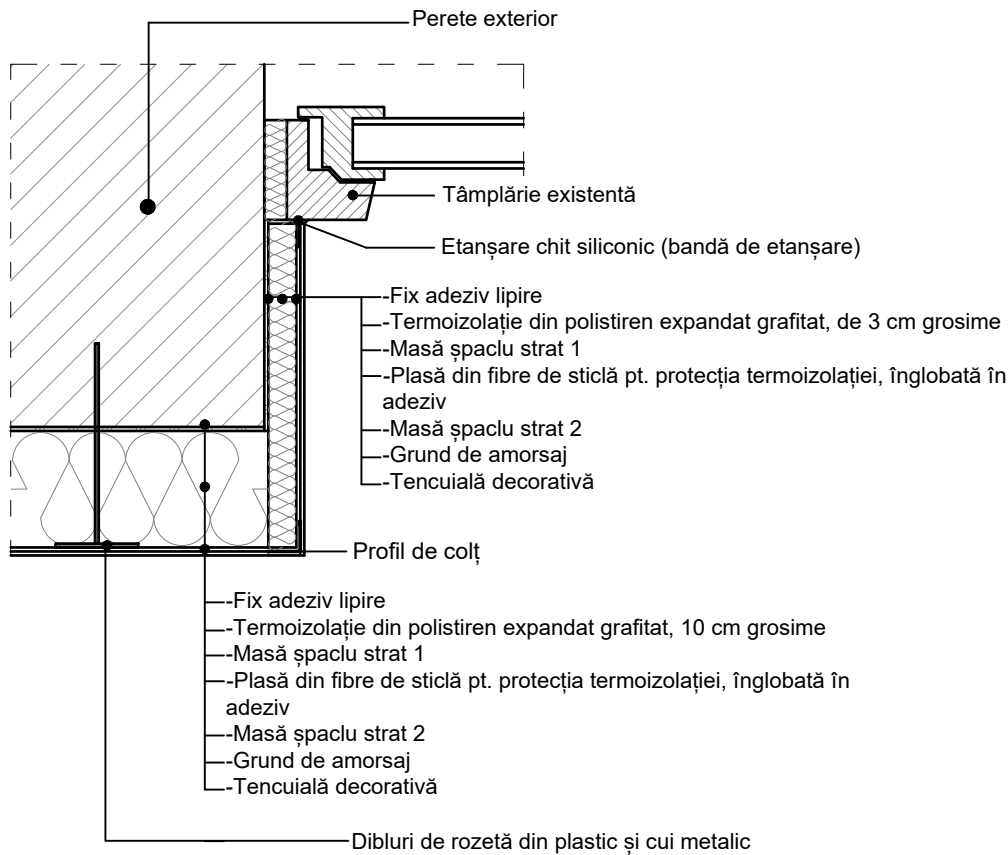 Perete exterior
Tâmplărie existentă
Etanșare chit siliconic (bandă de etanșare)
-Fix adeziv lipire
-Termoizolație din polistiren expandat grafitat, de 3 cm grosime
-Masă șpaclu strat 1
-Plasă din fibre de sticlă pt. protecția termoizolației, înglobată în
adeziv
-Masă șpaclu strat 2
-Grund de amorsaj
-Tencuială decorativă
Profil de colț
-Fix adeziv lipire
-Termoizolație din polistiren expandat grafitat, 10 cm grosime
-Masă șpaclu strat 1
-Plasă din fibre de sticlă pt. protecția termoizolației, înglobată în
adeziv
-Masă șpaclu strat 2
-Grund de amorsaj
-Tencuială decorativă
Dibluri de rozetă din plastic și cui metalic